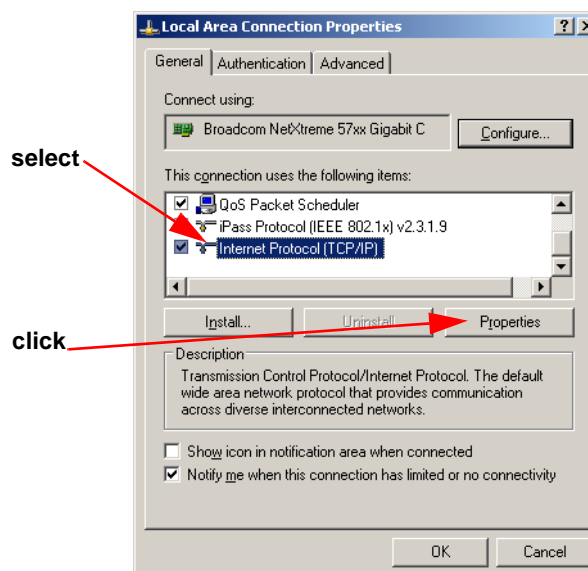 Local Area Connection Properties
General Authentication Advanced
Connect using:
Broadcom NetXtreme 57xx Gigabit C Configure...
select
This connection uses the following items:
QoS Packet Scheduler
iPass Protocol (IEEE 802.1x) v2.3.1.9
Internet Protocol (TCP/IP)
Install... Uninstall Properties
click
Description
Transmission Control Protocol/Internet Protocol. The default
wide area network protocol that provides communication
across diverse interconnected networks.
Show icon in notification area when connected
Notify me when this connection has limited or no connectivity
OK Cancel